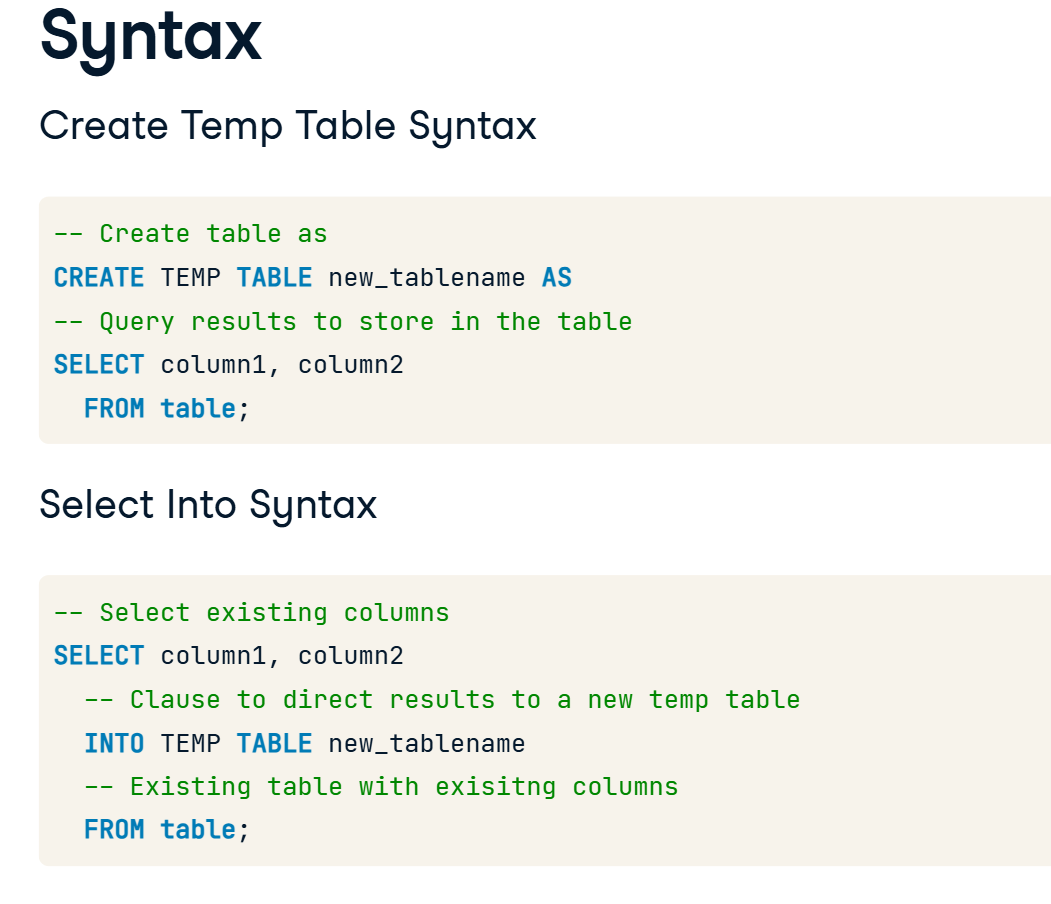 Syntax
Create Temp Table Syntax
-- Create table as
CREATE TEMP TABLE new_tablename AS
-- Query results to store in the table
SELECT column1, column2
  FROM table;
Select Into Syntax
-- Select existing columns
SELECT column1, column2
  -- Clause to direct results to a new temp table
  INTO TEMP TABLE new_tablename
  -- Existing table with exisitng columns
  FROM table;